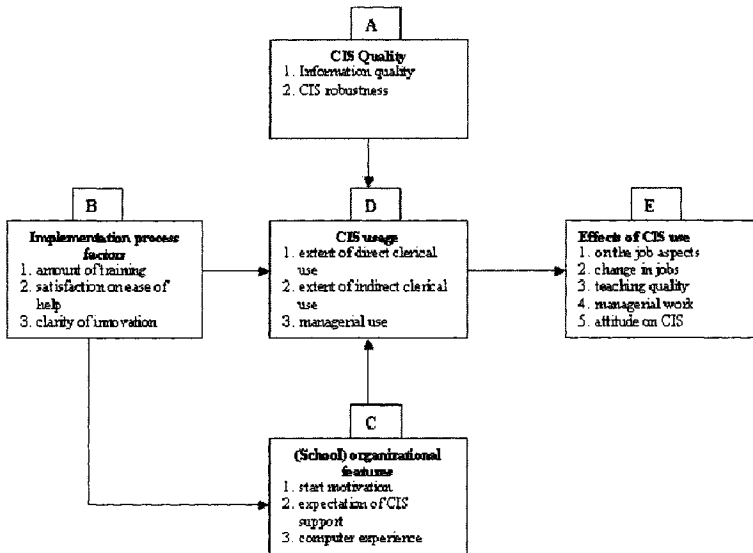 A
CIS Quality
1. Information quality
2. CIS robustness
B
Implementation process
factors
1. amount of training
2. satisfaction on ease of
help
3. clarity of innovation
D
CIS usage
1. extent of direct clerical
use
2. extent of indirect clerical
use
3. managerial use
E
Effects of CIS use
1. on the job aspects
2. change in jobs
3. teaching quality
4. managerial work
5. attitude on CIS
C
(School) organizational
features
1. start motivation
2. expectation of CIS
support
3. computer experience